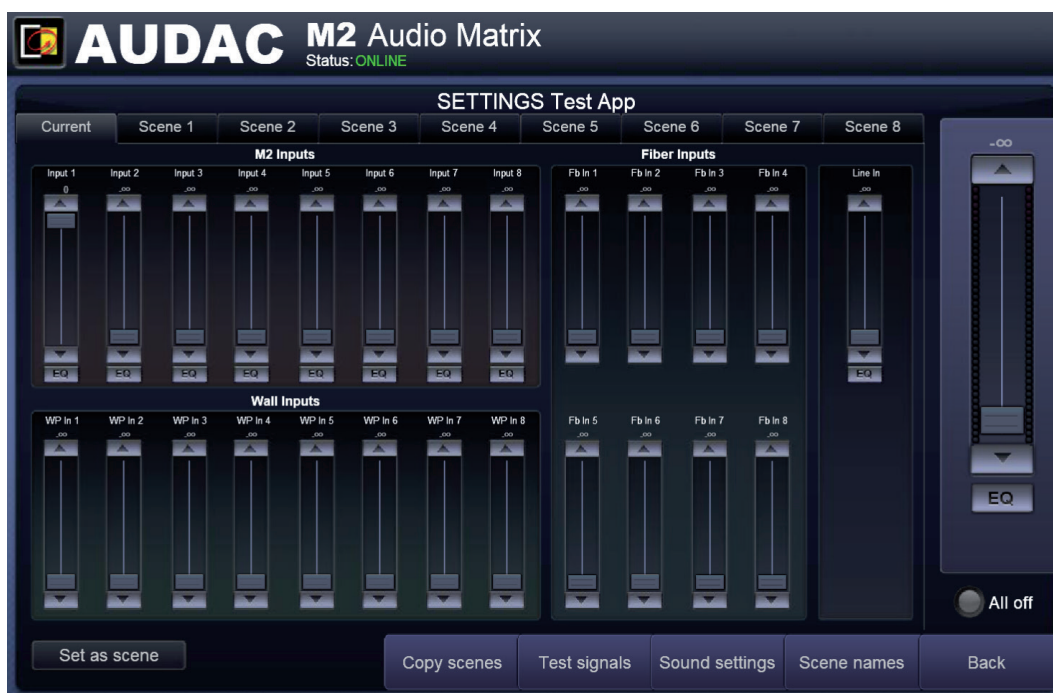 AUDAC M2 Audio Matrix
Status: ONLINE
SETTINGS Test App
Current Scene 1 Scene 2 Scene 3 Scene 4 Scene 5 Scene 6 Scene 7 Scene 8
M2 Inputs Fiber Inputs
Input 1 Input 2 Input 3 Input 4 Input 5 Input 6 Input 7 Input 8 Fb In 1 Fb In 2 Fb In 3 Fb In 4 Line In
0 -∞ -∞ -∞ -∞ -∞ -∞ -∞ -∞ -∞ -∞ -∞ -∞ -∞
EQ EQ EQ EQ EQ EQ EQ EQ EQ
Wall Inputs
WP In 1 WP In 2 WP In 3 WP In 4 WP In 5 WP In 6 WP In 7 WP In 8 Fb In 5 Fb In 6 Fb In 7 Fb In 8
-∞ -∞ -∞ -∞ -∞ -∞ -∞ -∞ -∞ -∞ -∞ -∞
EQ
All off
Set as scene Copy scenes Test signals Sound settings Scene names Back